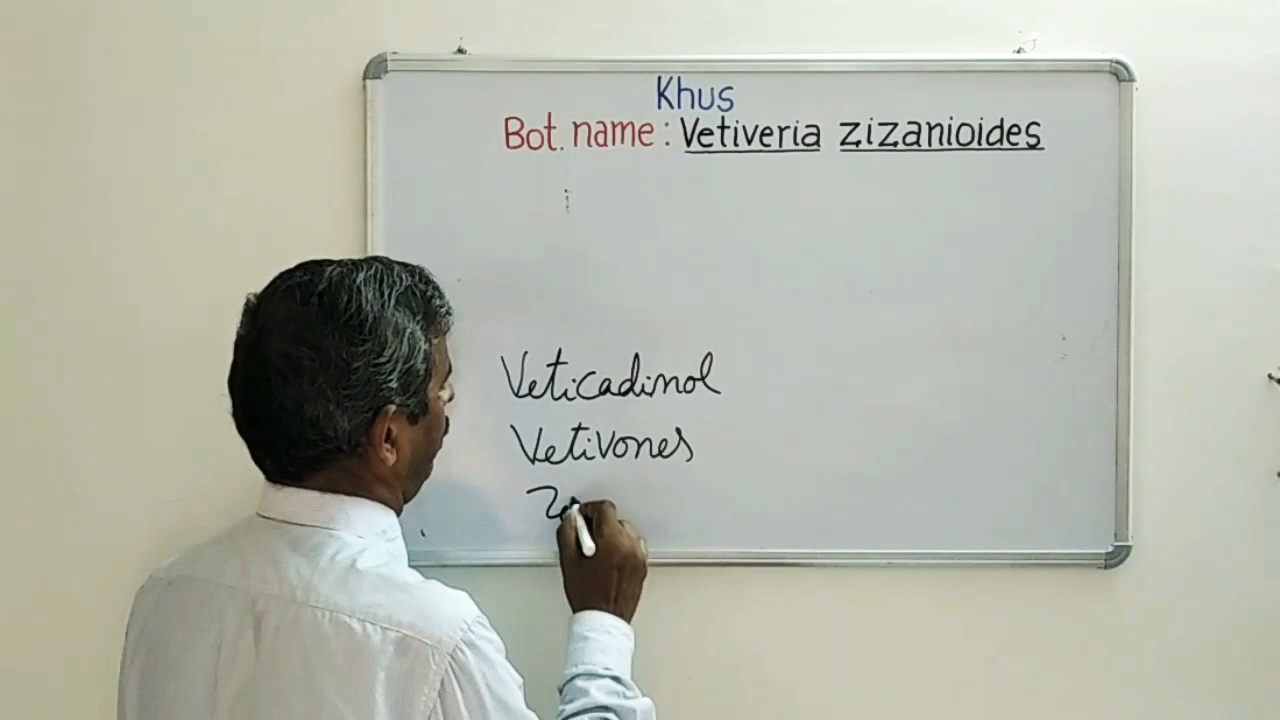 Khus
Bot. name: Vetiveria zizanioides
Veticadinol
Vetivones